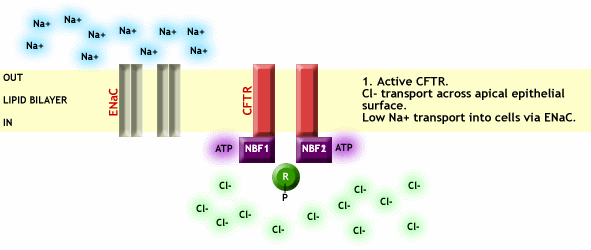 Na+ Na+ Na+ Na+ Na+
Na+ Na+ Na+ Na+
OUT
LIPID BILAYER
IN
ENaC
CFTR
1. Active CFTR.
Cl- transport across apical epithelial
surface.
Low Na+ transport into cells via ENaC.
ATP NBF1 NBF2 ATP
R
P
Cl- Cl- Cl-
Cl- Cl- Cl- Cl- Cl-
Cl- Cl- Cl- Cl-